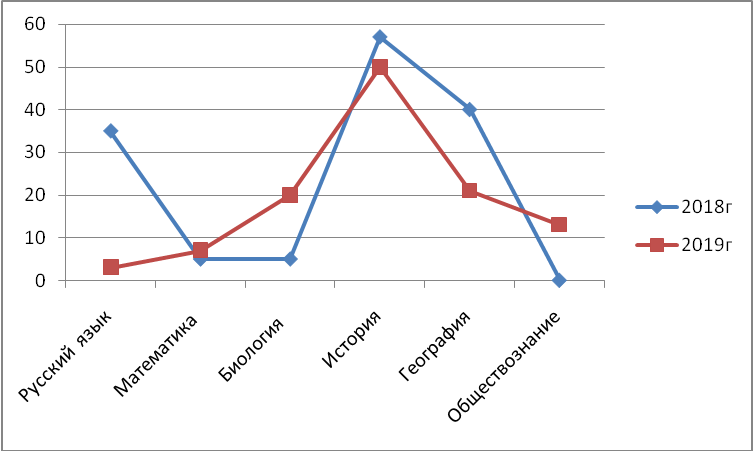 60
50
40
30
20
10
0
Русский язык
Математика
Биология
История
География
Обществознание
2018г
2019г